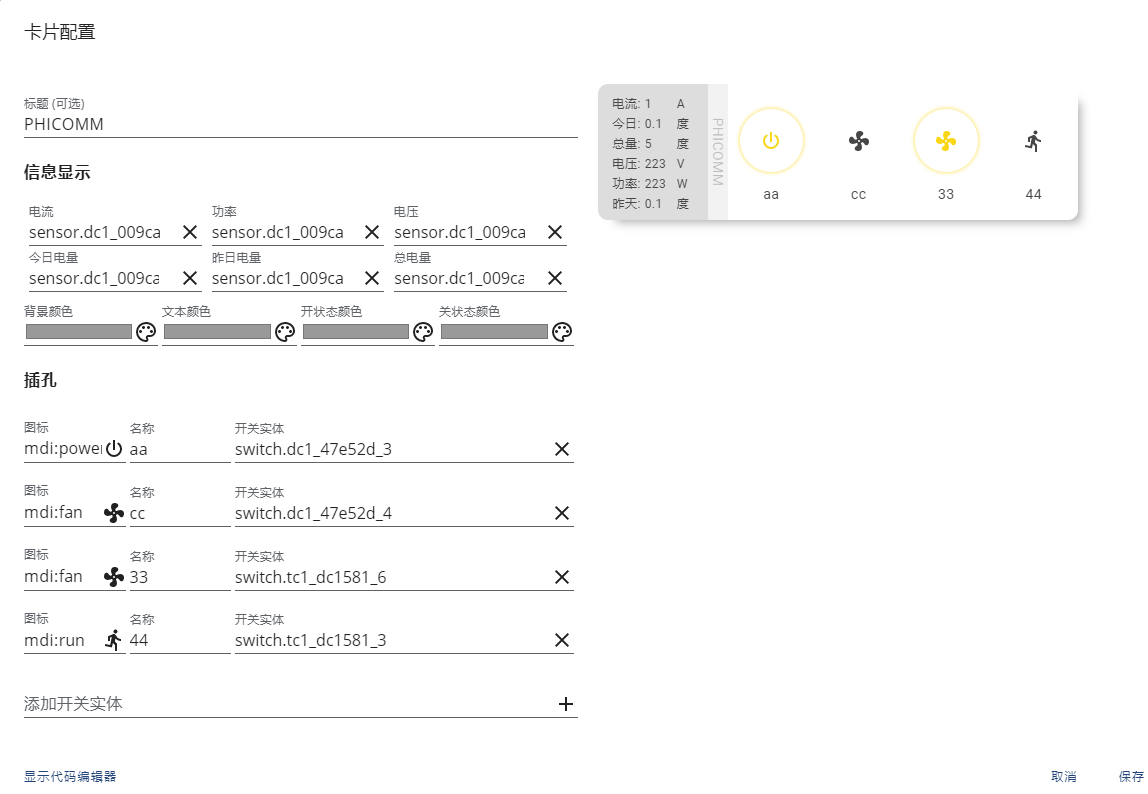 卡片配置
标题 (可选)
PHICOMM
信息显示
电流 功率 电压
sensor.dc1_009ca sensor.dc1_009ca sensor.dc1_009ca
今日电量 昨日电量 总电量
sensor.dc1_009ca sensor.dc1_009ca sensor.dc1_009ca
背景颜色 文本颜色 开状态颜色 关状态颜色
插孔
图标 名称 开关实体
mdi:power aa switch.dc1_47e52d_3
图标 名称 开关实体
mdi:fan cc switch.dc1_47e52d_4
图标 名称 开关实体
mdi:fan 33 switch.tc1_dc1581_6
图标 名称 开关实体
mdi:run 44 switch.tc1_dc1581_3
添加开关实体
电流: 1 A
今日: 0.1 度
总量: 5 度
电压: 223 V
功率: 223 W
昨天: 0.1 度
PHICOMM
aa cc 33 44
显示代码编辑器 取消 保存